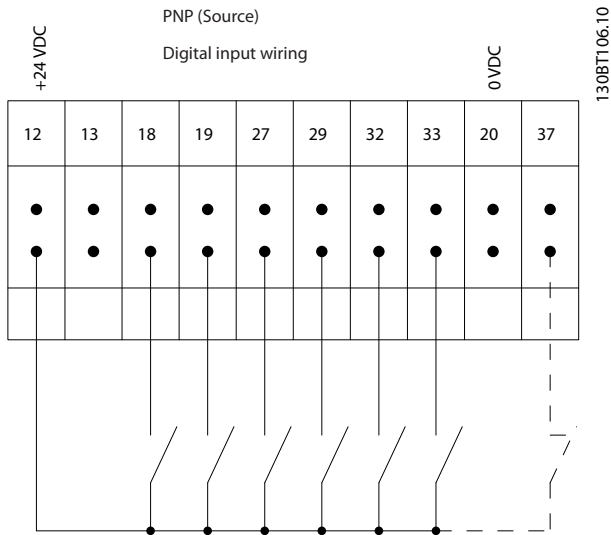 PNP (Source)
Digital input wiring
+24 VDC
0 VDC
130BT106.10
12 13 18 19 27 29 32 33 20 37